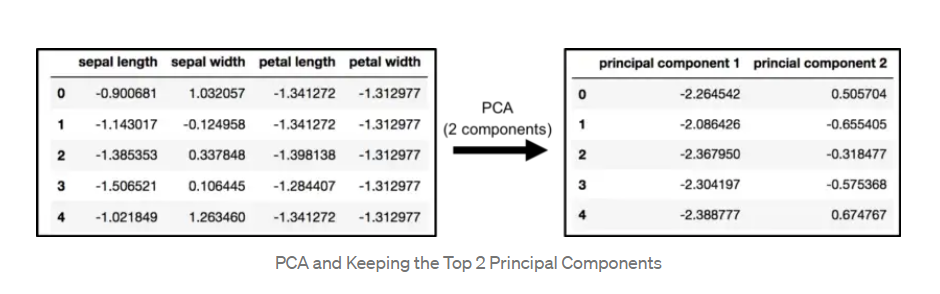 sepal length sepal width petal length petal width
0 -0.900681 1.032057 -1.341272 -1.312977
1 -1.143017 -0.124958 -1.341272 -1.312977
2 -1.385353 0.337848 -1.398138 -1.312977
3 -1.506521 0.106445 -1.284407 -1.312977
4 -1.021849 1.263460 -1.341272 -1.312977
PCA
(2 components)
principal component 1 princial component 2
0 -2.264542 0.505704
1 -2.086426 -0.655405
2 -2.367950 -0.318477
3 -2.304197 -0.575368
4 -2.388777 0.674767
PCA and Keeping the Top 2 Principal Components